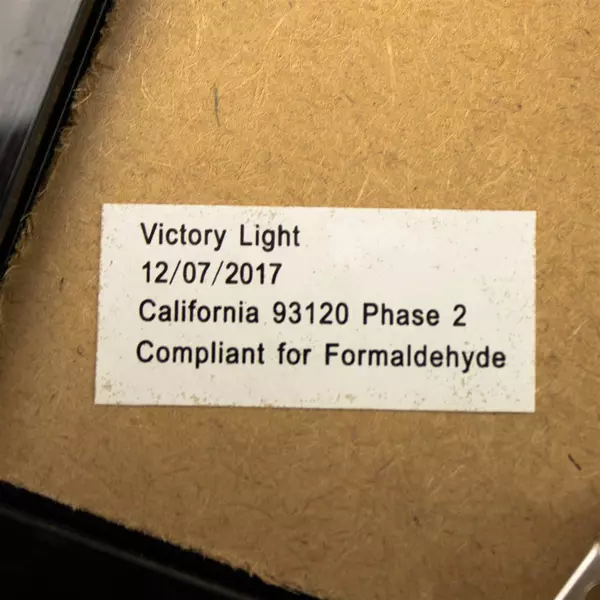 Victory Light
12/07/2017
California 93120 Phase 2
Compliant for Formaldehyde